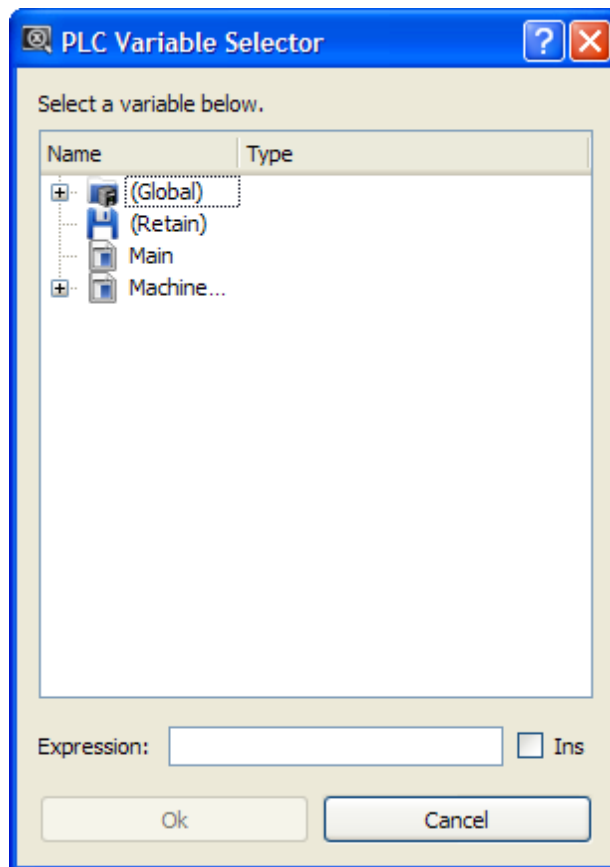 PLC Variable Selector
Select a variable below.
Name Type
(Global)
(Retain)
Main
Machine...
Expression: Ins
Ok Cancel